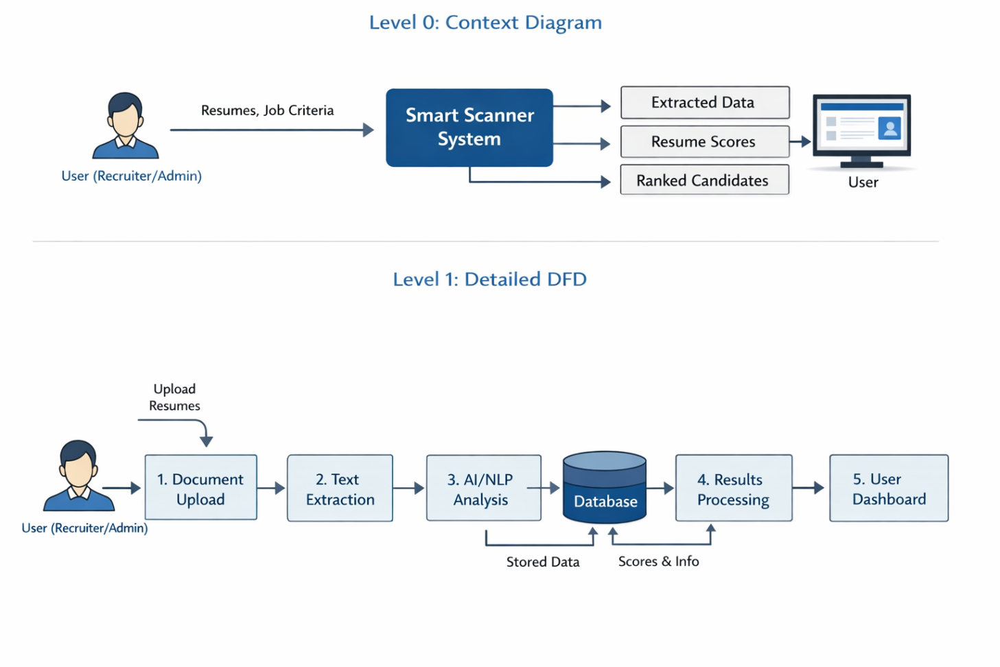 Level 0: Context Diagram
Resumes, Job Criteria
User (Recruiter/Admin)
Smart Scanner
System
Extracted Data
Resume Scores
Ranked Candidates
User
Level 1: Detailed DFD
Upload
Resumes
User (Recruiter/Admin)
1. Document
Upload
2. Text
Extraction
3. AI/NLP
Analysis
Database
4. Results
Processing
5. User
Dashboard
Stored Data
Scores & Info